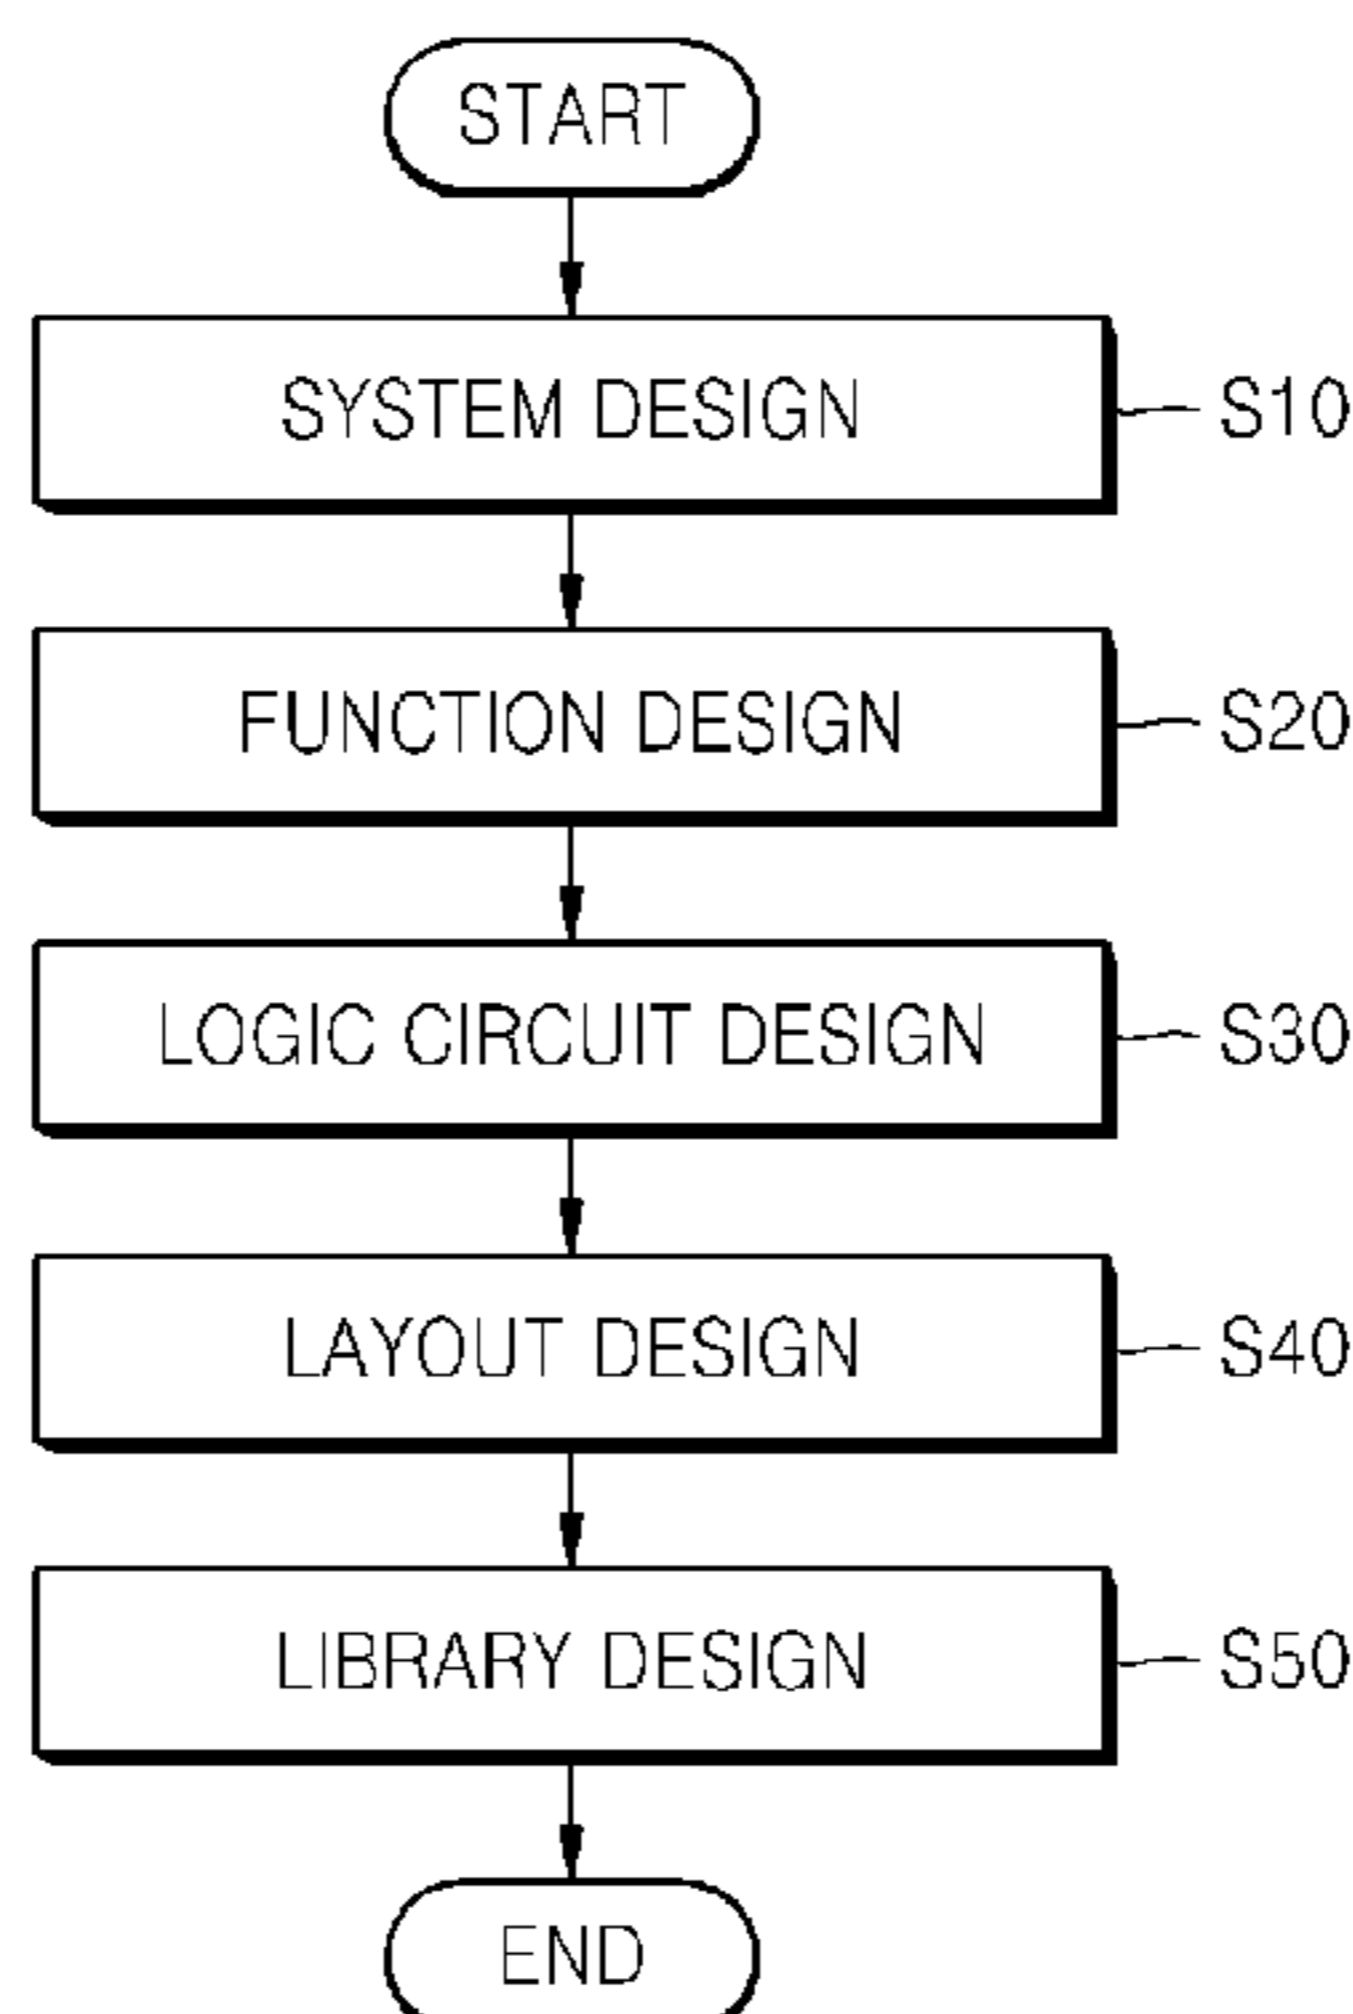 START
SYSTEM DESIGN S10
FUNCTION DESIGN S20
LOGIC CIRCUIT DESIGN S30
LAYOUT DESIGN S40
LIBRARY DESIGN S50
END